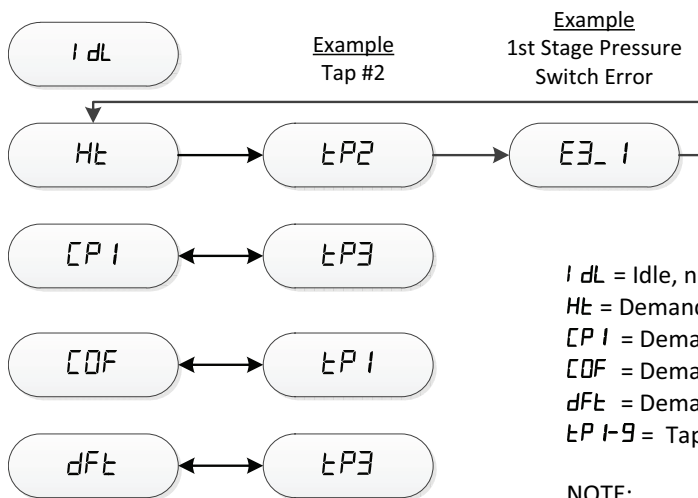 Example
1st Stage Pressure
Switch Error
Example
Tap #2
IdL
Ht
tP2
E3_1
CP1
tP3
COF
tP1
dFt
tP3
IdL = Idle, n
Ht = Deman
CP1 = Dema
COF = Dema
dFt = Dema
tP1-9 = Tap
NOTE: